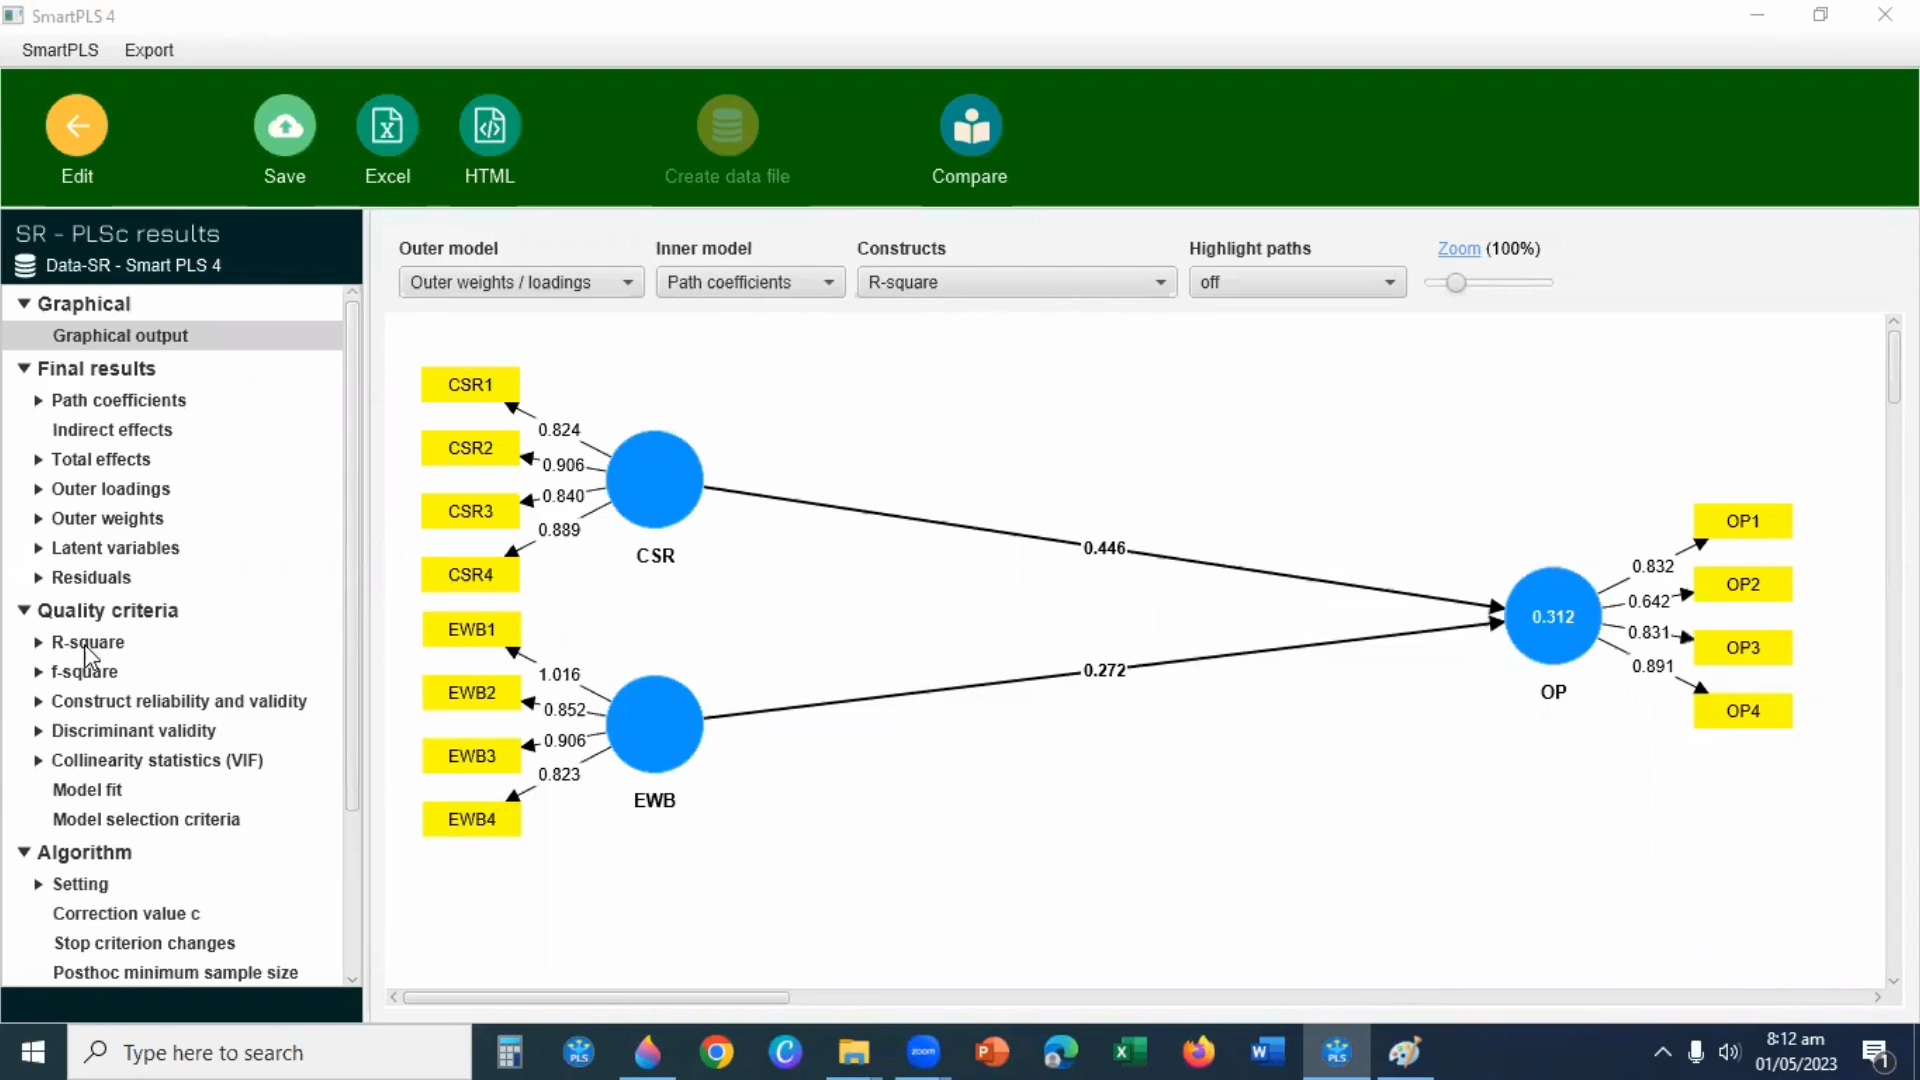 SmartPLS 4
SmartPLS Export
Edit Save Excel HTML Create data file Compare
SR - PLSc results
Data-SR - Smart PLS 4
Graphical
Graphical output
Final results
Path coefficients
Indirect effects
Total effects
Outer loadings
Outer weights
Latent variables
Residuals
Quality criteria
R-square
f-square
Construct reliability and validity
Discriminant validity
Collinearity statistics (VIF)
Model fit
Model selection criteria
Algorithm
Setting
Correction value c
Stop criterion changes
Posthoc minimum sample size
Outer model Inner model Constructs Highlight paths Zoom (100%)
Outer weights / loadings Path coefficients R-square off
CSR1
0.824
CSR2
0.906
0.840
CSR3
0.889
CSR4
CSR
EWB1
1.016
EWB2
0.852
0.906
EWB3
0.823
EWB4
EWB
0.446
0.272
0.312
OP
OP1
0.832
OP2
0.642
0.831
OP3
0.891
OP4
Type here to search
PLS
zoom
PLS
8:12 am
01/05/2023
1